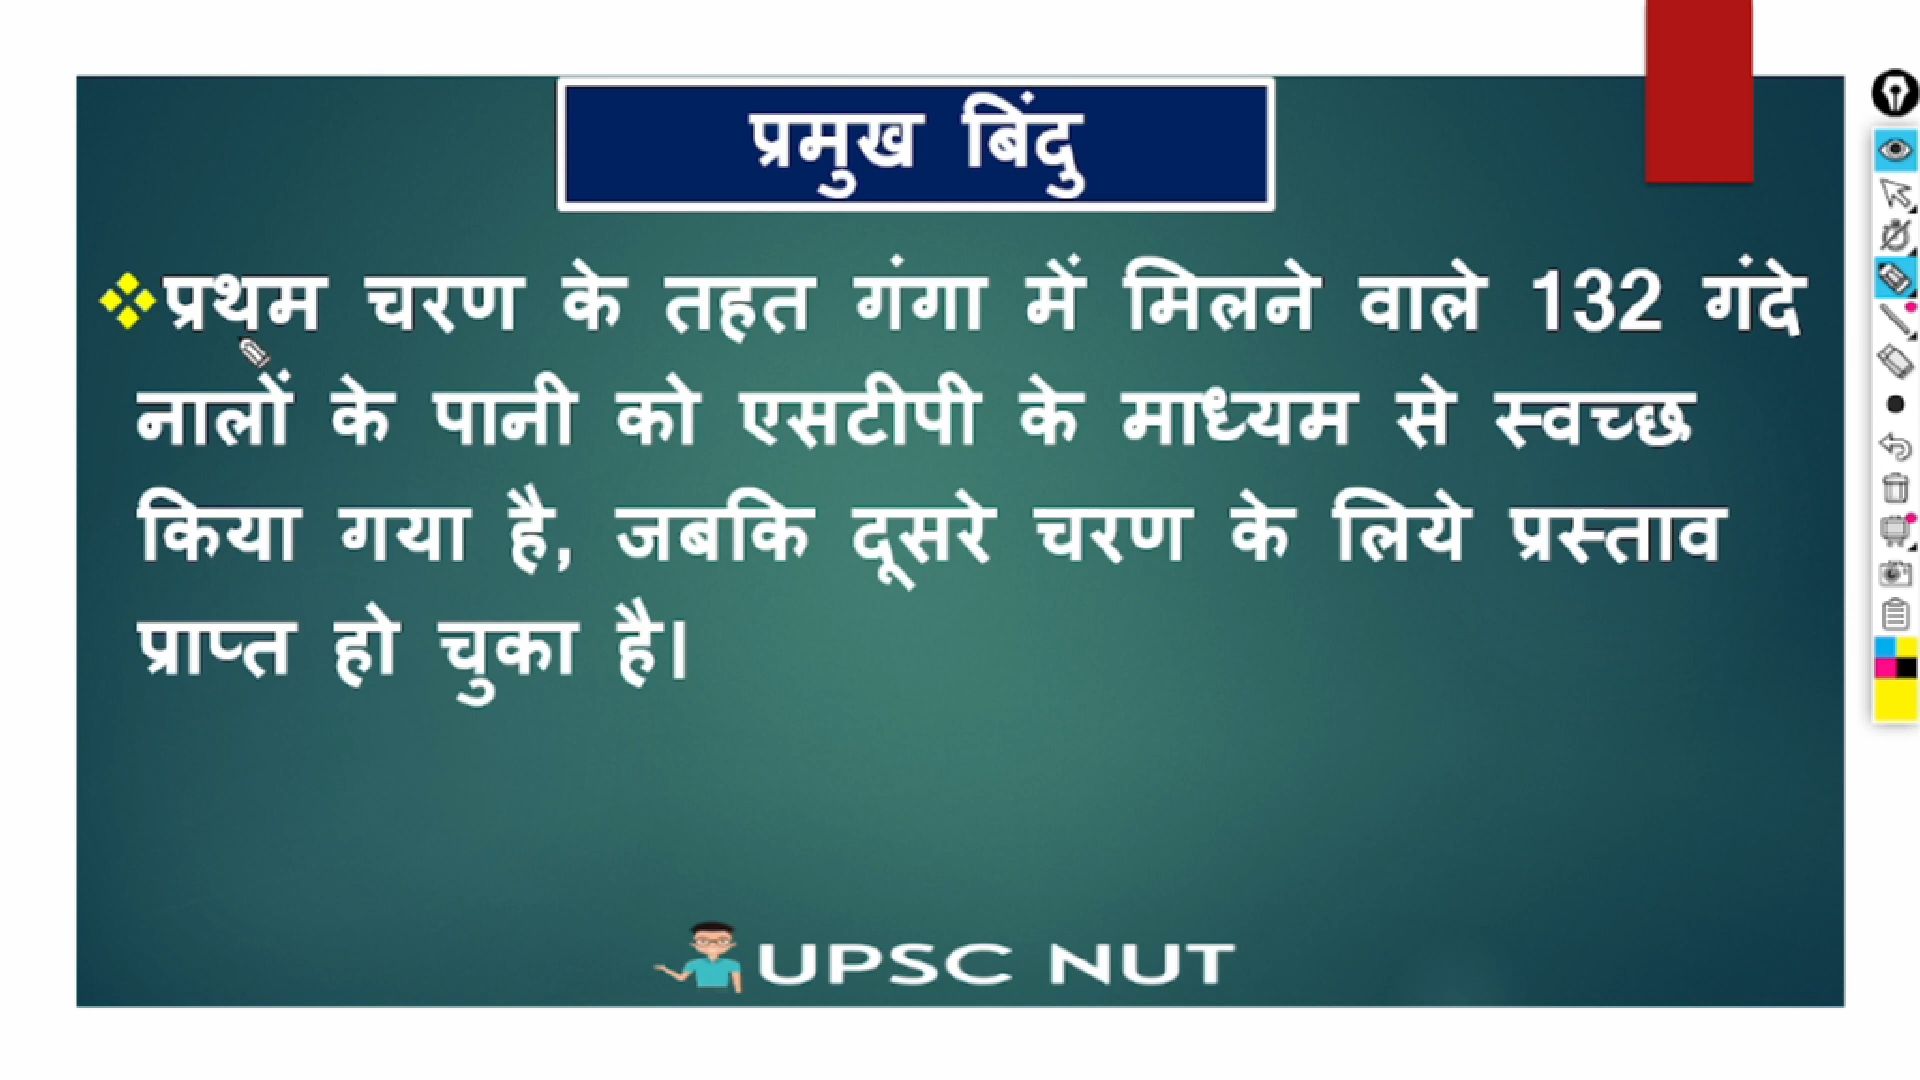 प्रमुख बिंदु
प्रथम चरण के तहत गंगा में मिलने वाले 132 गंदे
नालों के पानी को एसटीपी के माध्यम से स्वच्छ
किया गया है, जबकि दूसरे चरण के लिये प्रस्ताव
प्राप्त हो चुका है।
UPSC NUT